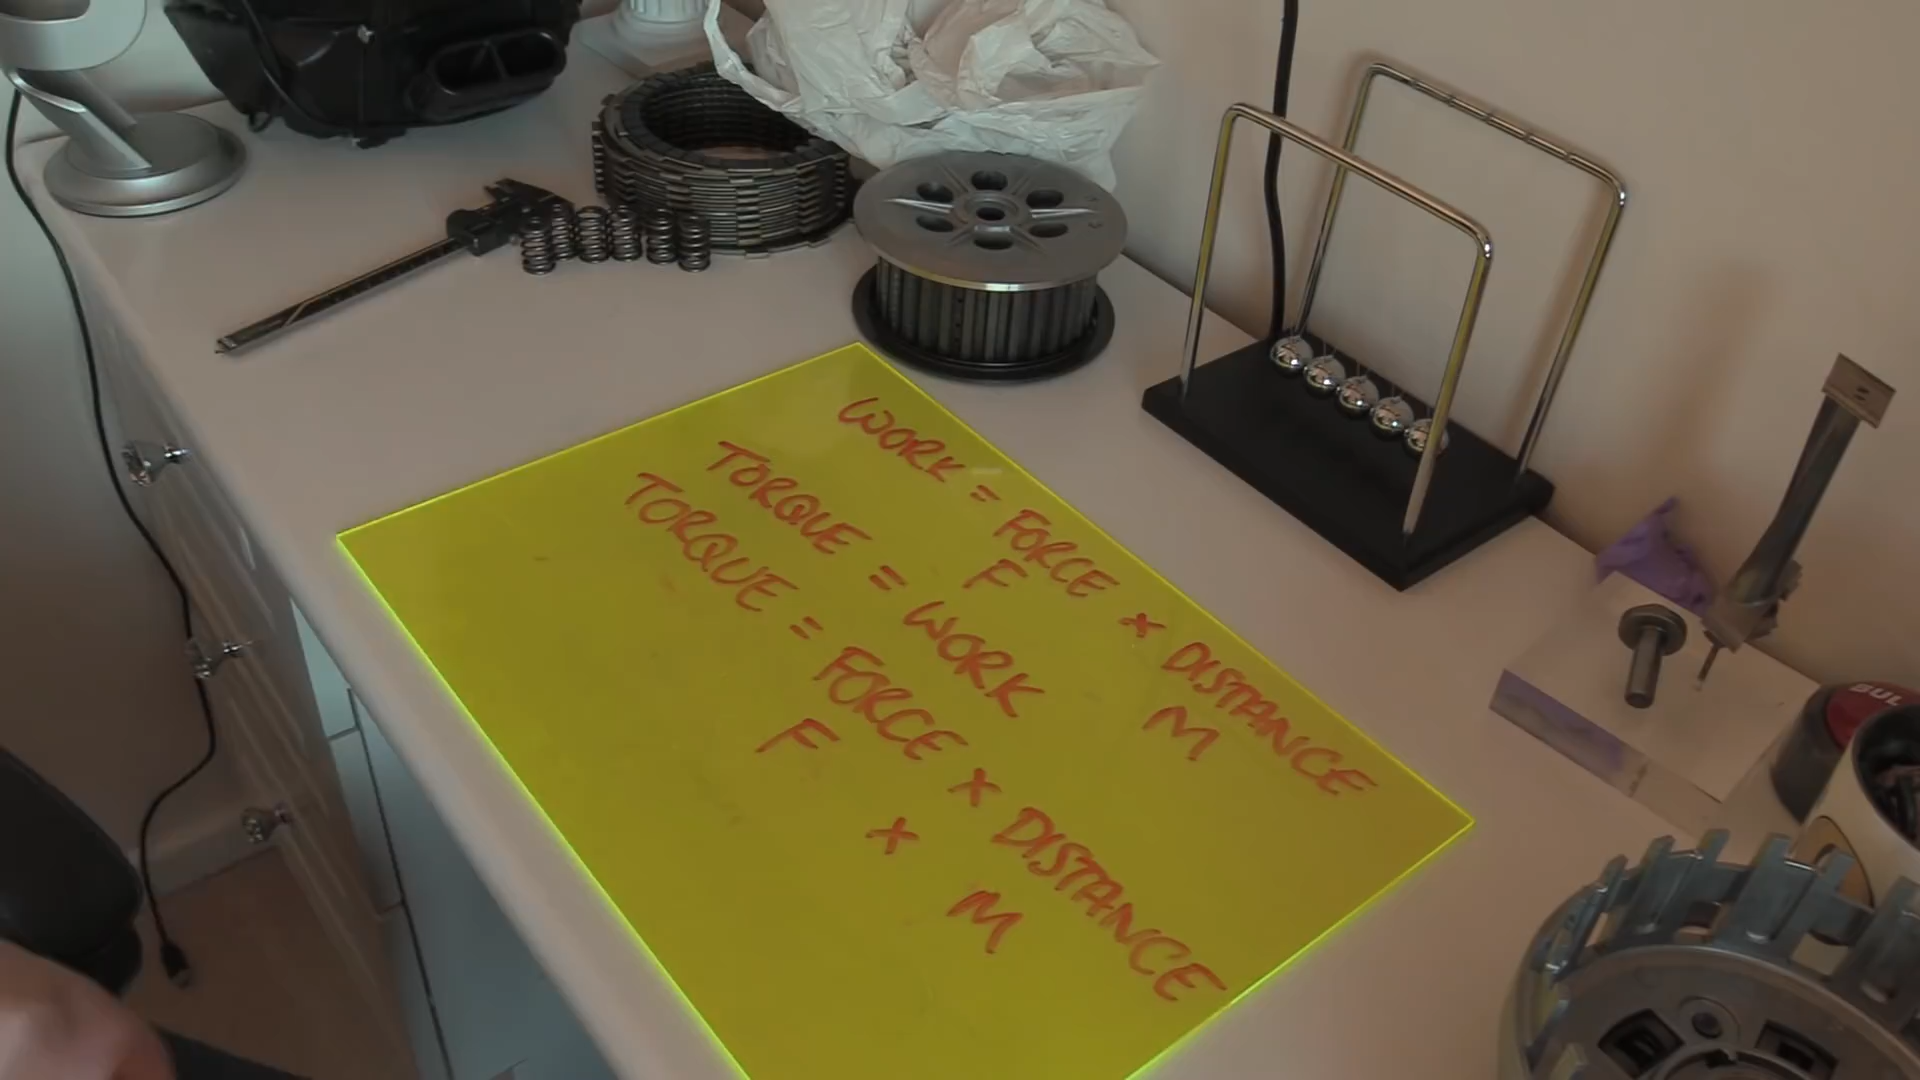 WORK = FORCE × DISTANCE
F M
TORQUE = WORK
TORQUE = FORCE × DISTANCE
F × M